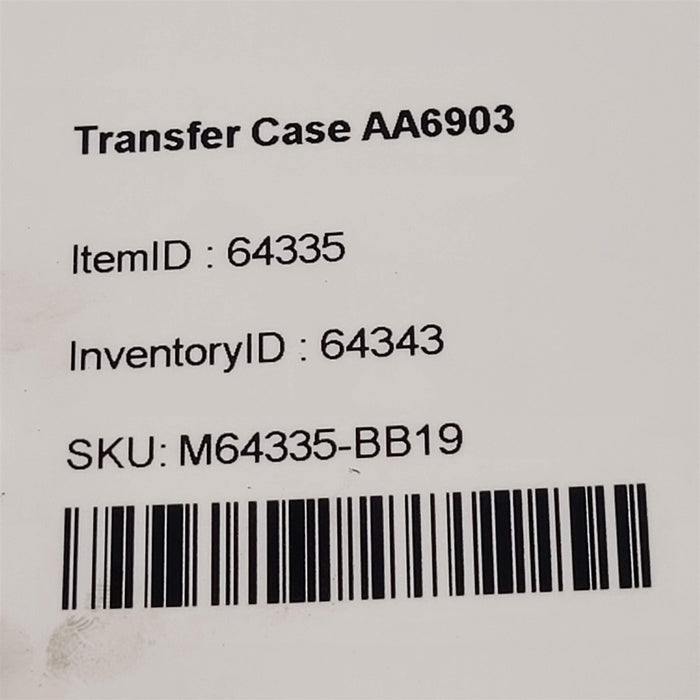 Transfer Case AA6903
ItemID : 64335
InventoryID : 64343
SKU: M64335-BB19